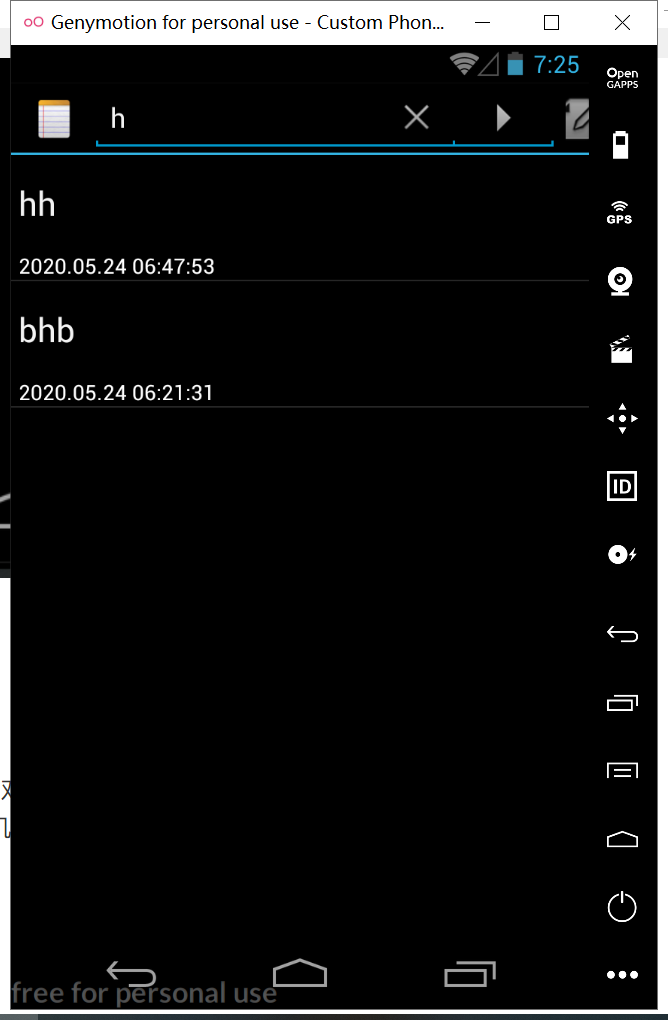 Genymotion for personal use - Custom Phon...
7:25
Open
GAPPS
h
GPS
hh
2020.05.24 06:47:53
bhb
2020.05.24 06:21:31
ID
free for personal use